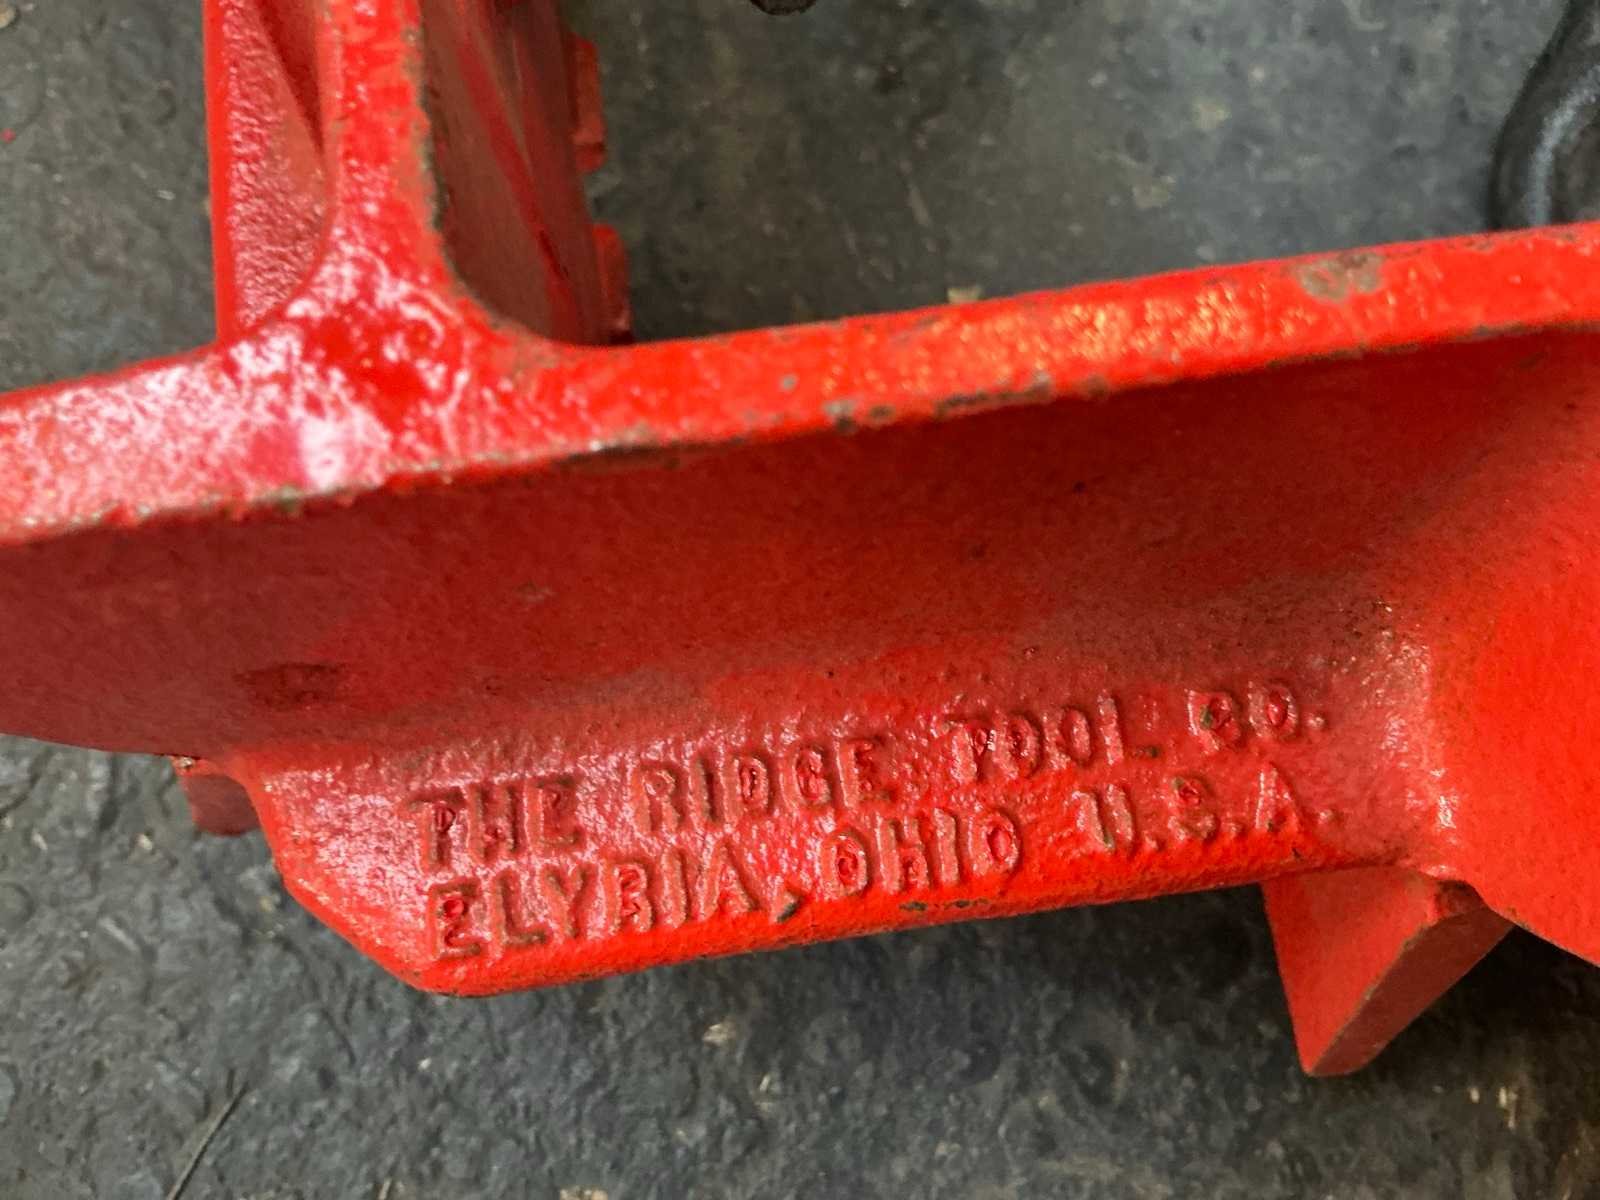 THE RIDGE TOOL CO.
ELYRIA, OHIO U.S.A.